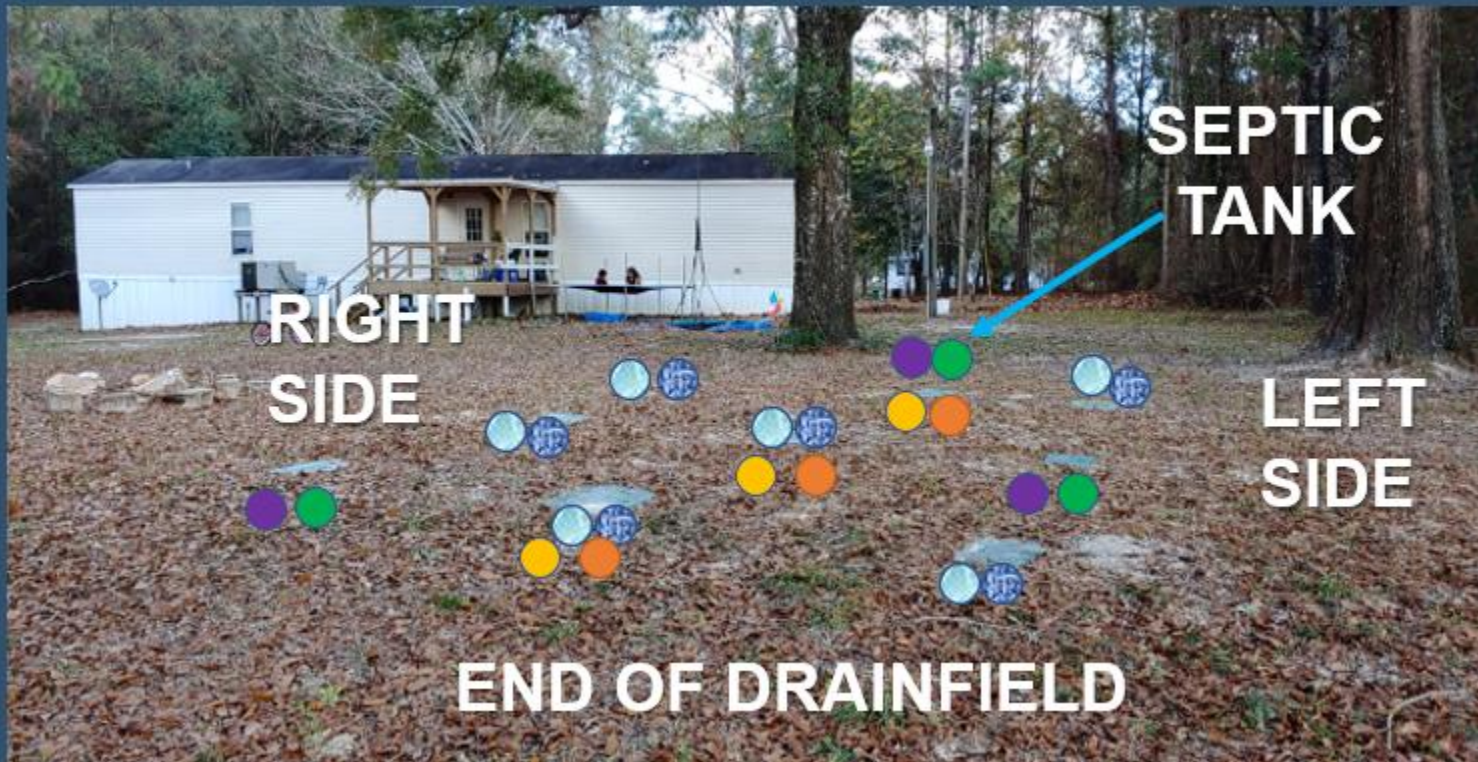 SEPTIC
TANK
RIGHT
SIDE
LEFT
SIDE
END OF DRAINFIELD